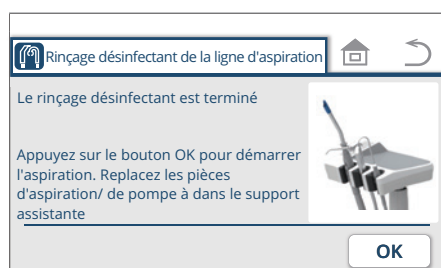 Rinçage désinfectant de la ligne d'aspiration
Le rinçage désinfectant est terminé
Appuyez sur le bouton OK pour démarrer
l'aspiration. Replacez les pièces
d'aspiration/ de pompe à dans le support
assistante
OK